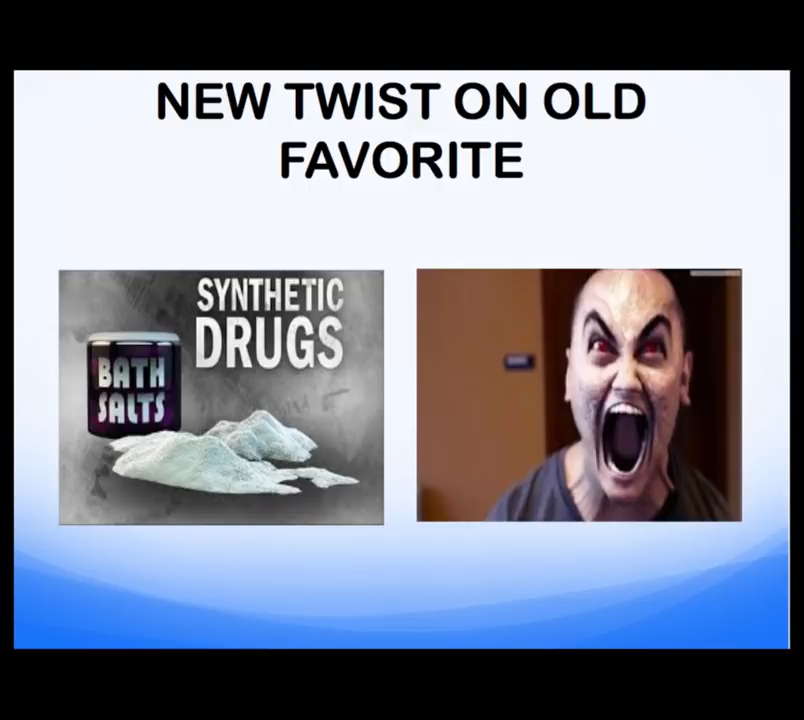 NEW TWIST ON OLD
FAVORITE
SYNTHETIC
DRUGS
BATH
SALTS